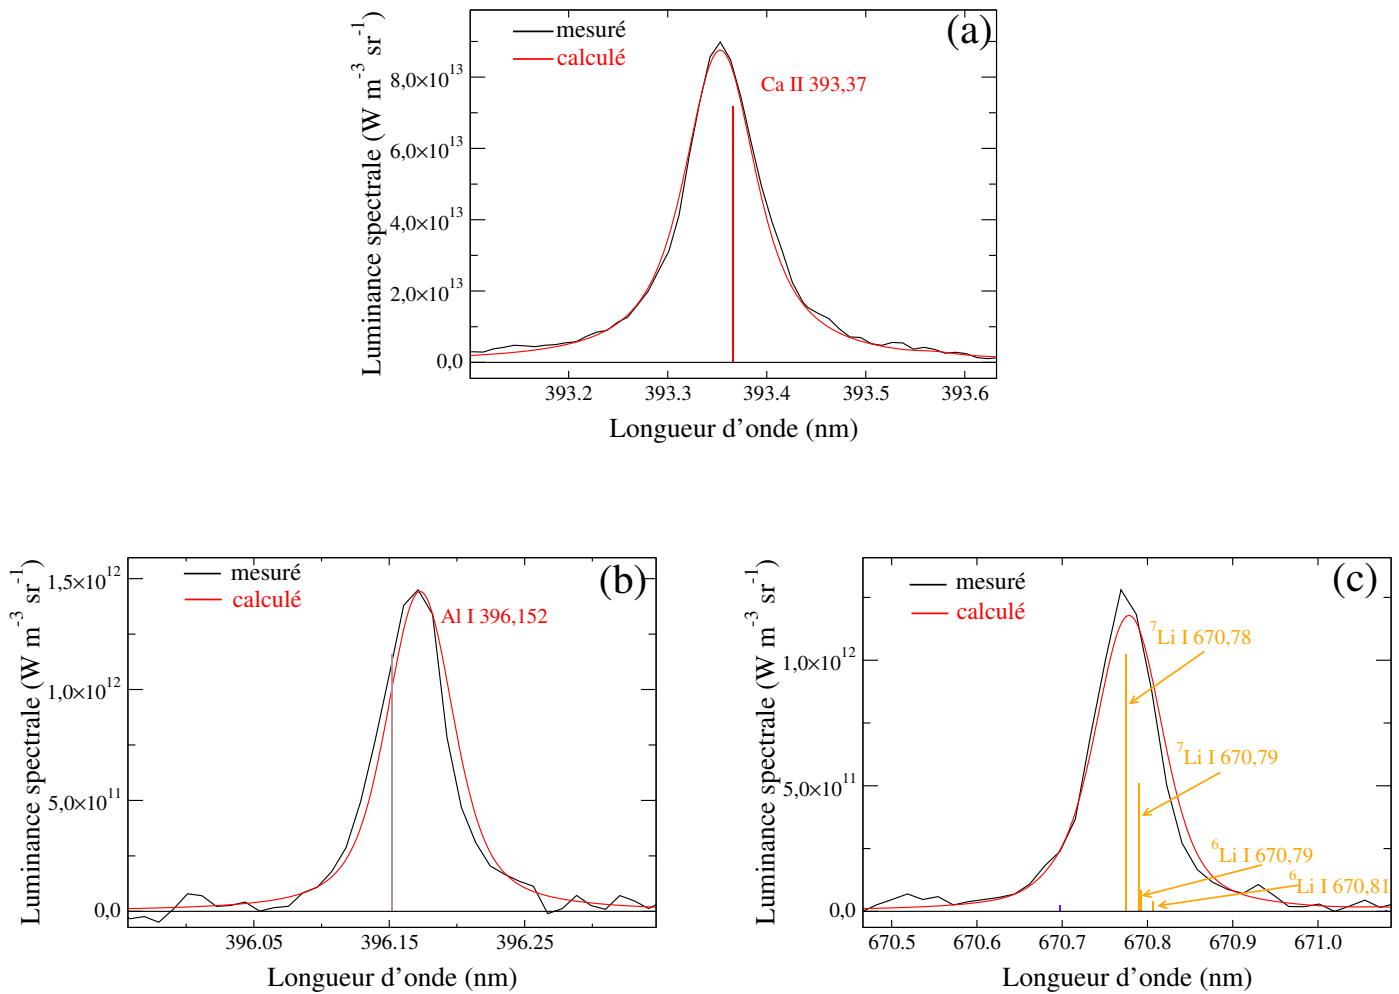 (a)
mesuré
calculé
Ca II 393,37
Luminance spectrale (W m-3 sr-1)
8,0×10^13
6,0×10^13
4,0×10^13
2,0×10^13
0,0
393.2 393.3 393.4 393.5 393.6
Longueur d'onde (nm)
(b)
mesuré
calculé
Al I 396,152
Luminance spectrale (W m-3 sr-1)
1,5×10^12
1,0×10^12
5,0×10^11
0,0
396.05 396.15 396.25
Longueur d'onde (nm)
(c)
mesuré
calculé
7Li I 670,78
7Li I 670,79
6Li I 670,79
6Li I 670,81
Luminance spectrale (W m-3 sr-1)
1,0×10^12
5,0×10^11
0,0
670.5 670.6 670.7 670.8 670.9 671.0
Longueur d'onde (nm)